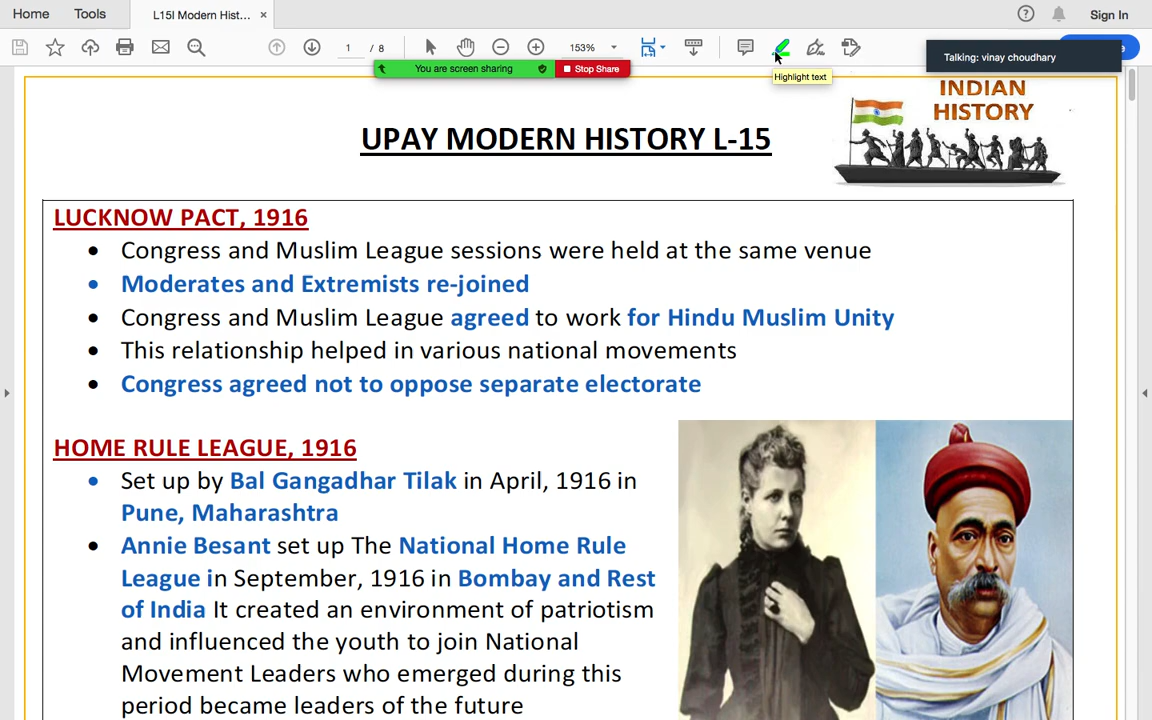 Home Tools L15l Modern Hist... × Sign In
1 / 8 153%
Talking: vinay choudhary
You are screen sharing Stop Share
Highlight text
INDIAN
HISTORY
UPAY MODERN HISTORY L-15
LUCKNOW PACT, 1916
• Congress and Muslim League sessions were held at the same venue
• Moderates and Extremists re-joined
• Congress and Muslim League agreed to work for Hindu Muslim Unity
• This relationship helped in various national movements
• Congress agreed not to oppose separate electorate
HOME RULE LEAGUE, 1916
• Set up by Bal Gangadhar Tilak in April, 1916 in
Pune, Maharashtra
• Annie Besant set up The National Home Rule
League in September, 1916 in Bombay and Rest
of India It created an environment of patriotism
and influenced the youth to join National
Movement Leaders who emerged during this
period became leaders of the future